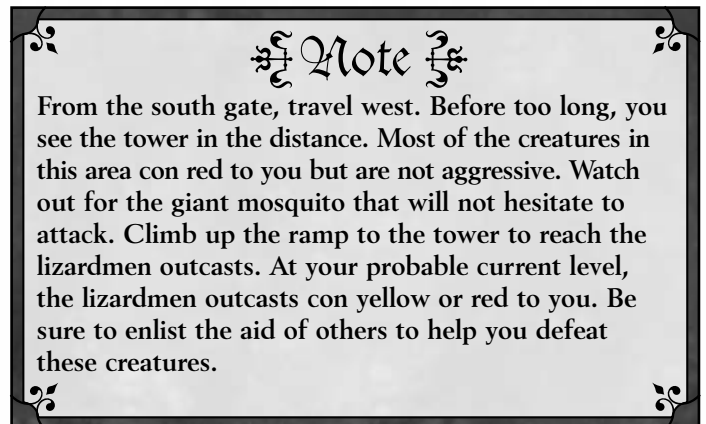 Note
From the south gate, travel west. Before too long, you
see the tower in the distance. Most of the creatures in
this area con red to you but are not aggressive. Watch
out for the giant mosquito that will not hesitate to
attack. Climb up the ramp to the tower to reach the
lizardmen outcasts. At your probable current level,
the lizardmen outcasts con yellow or red to you. Be
sure to enlist the aid of others to help you defeat
these creatures.